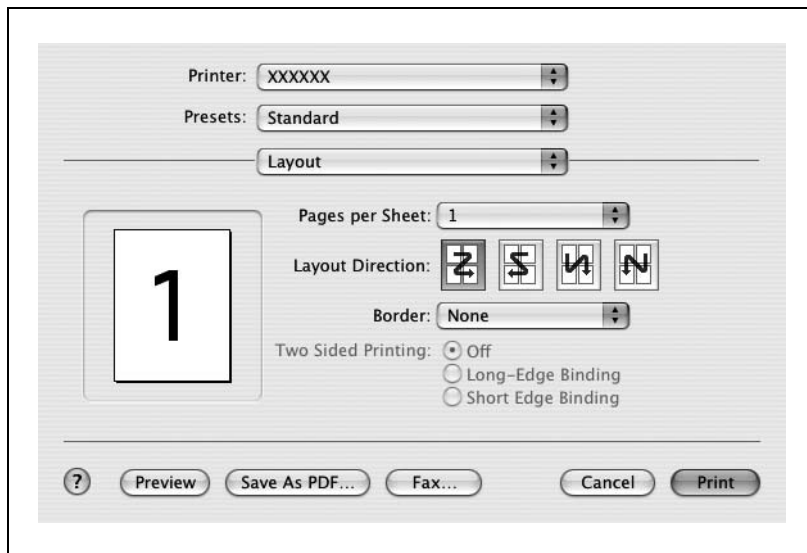 Printer: XXXXXX
Presets: Standard
Layout
Pages per Sheet: 1
1
Layout Direction:
Border: None
Two Sided Printing: Off
Long-Edge Binding
Short Edge Binding
? Preview Save As PDF... Fax... Cancel Print